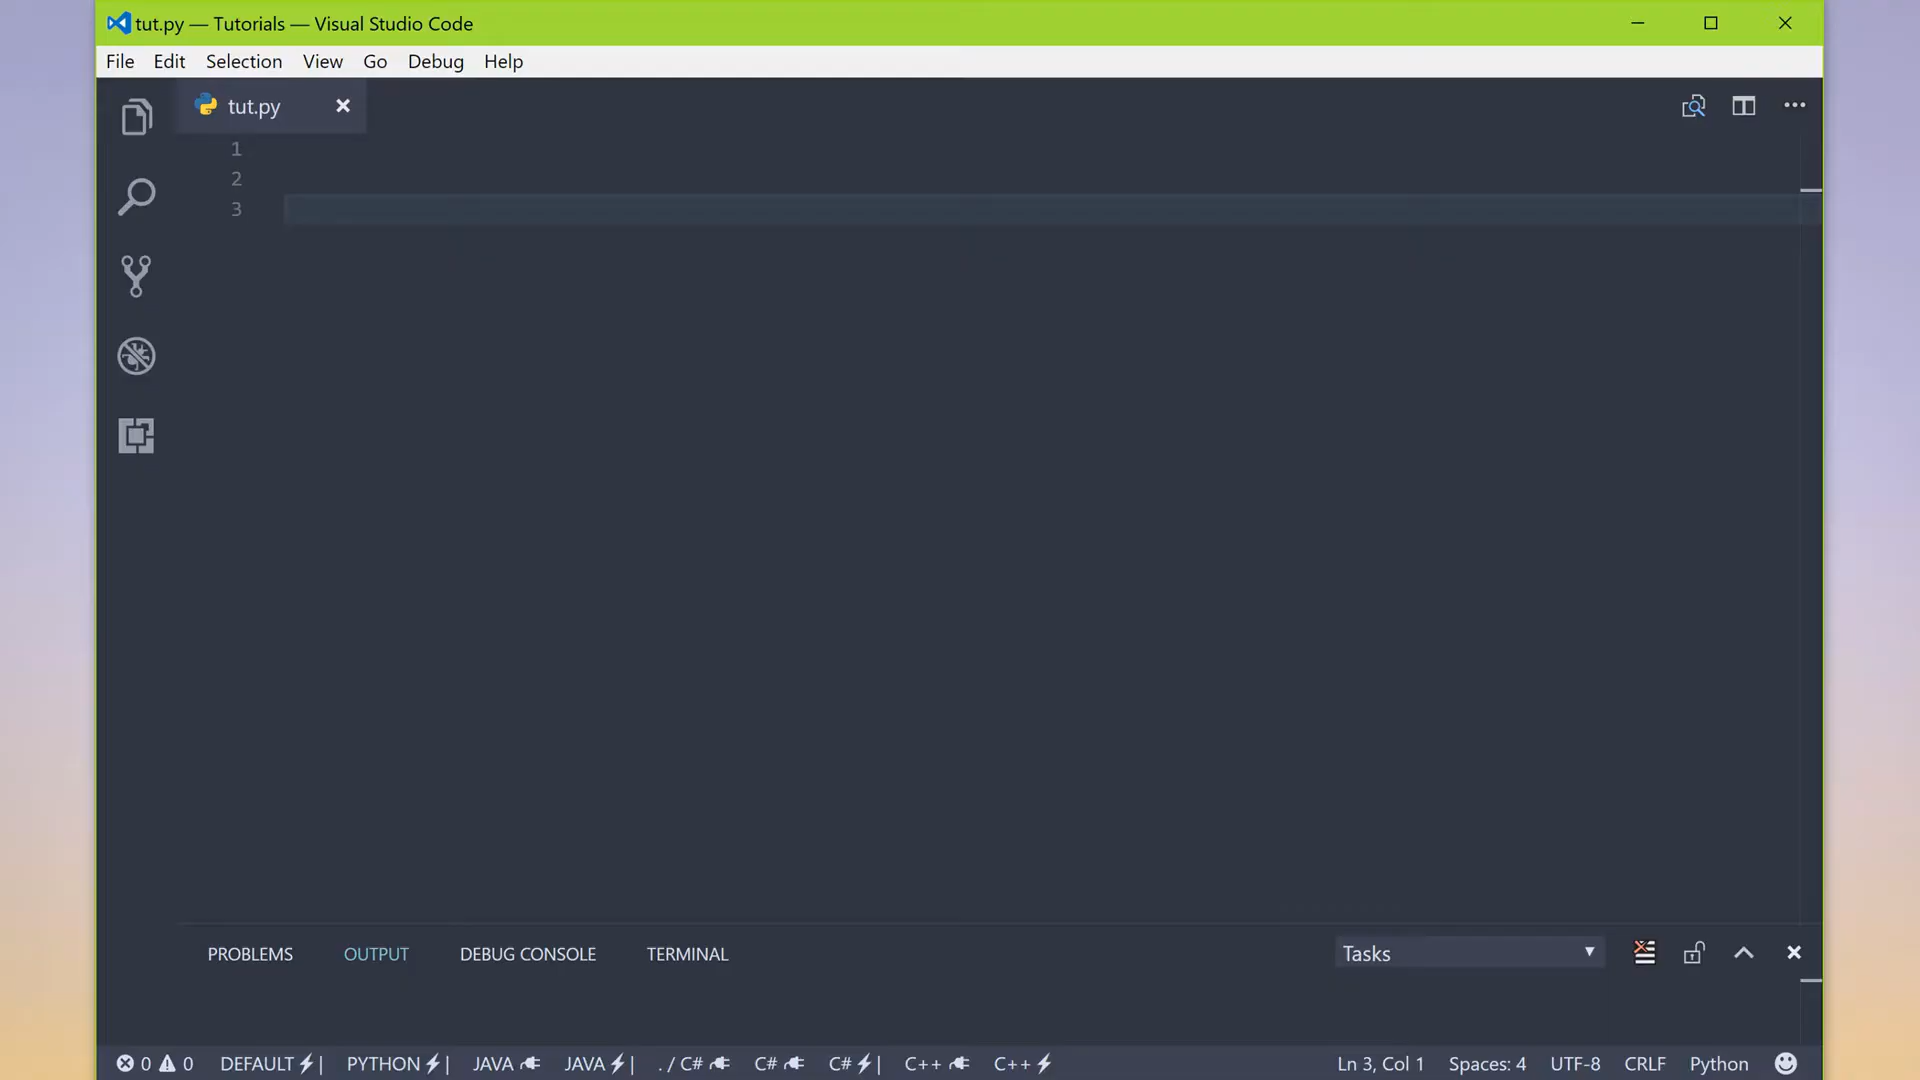 tut.py — Tutorials — Visual Studio Code
File Edit Selection View Go Debug Help
tut.py
1
2
3
PROBLEMS OUTPUT DEBUG CONSOLE TERMINAL Tasks
0 0 DEFAULT | PYTHON | JAVA JAVA | . / C# C# C# | C++ C++ Ln 3, Col 1 Spaces: 4 UTF-8 CRLF Python